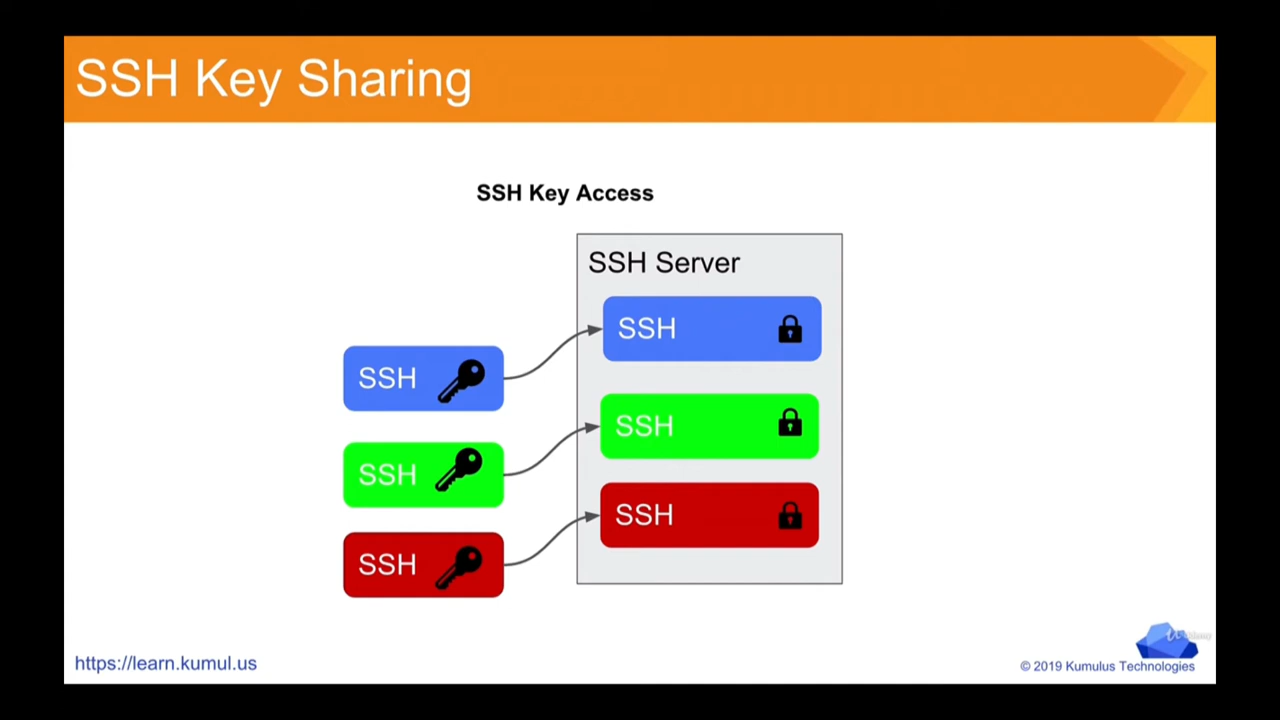 SSH Key Sharing
SSH Key Access
SSH Server
SSH
SSH
SSH
SSH
SSH
SSH
https://learn.kumul.us
Udemy
© 2019 Kumulus Technologies